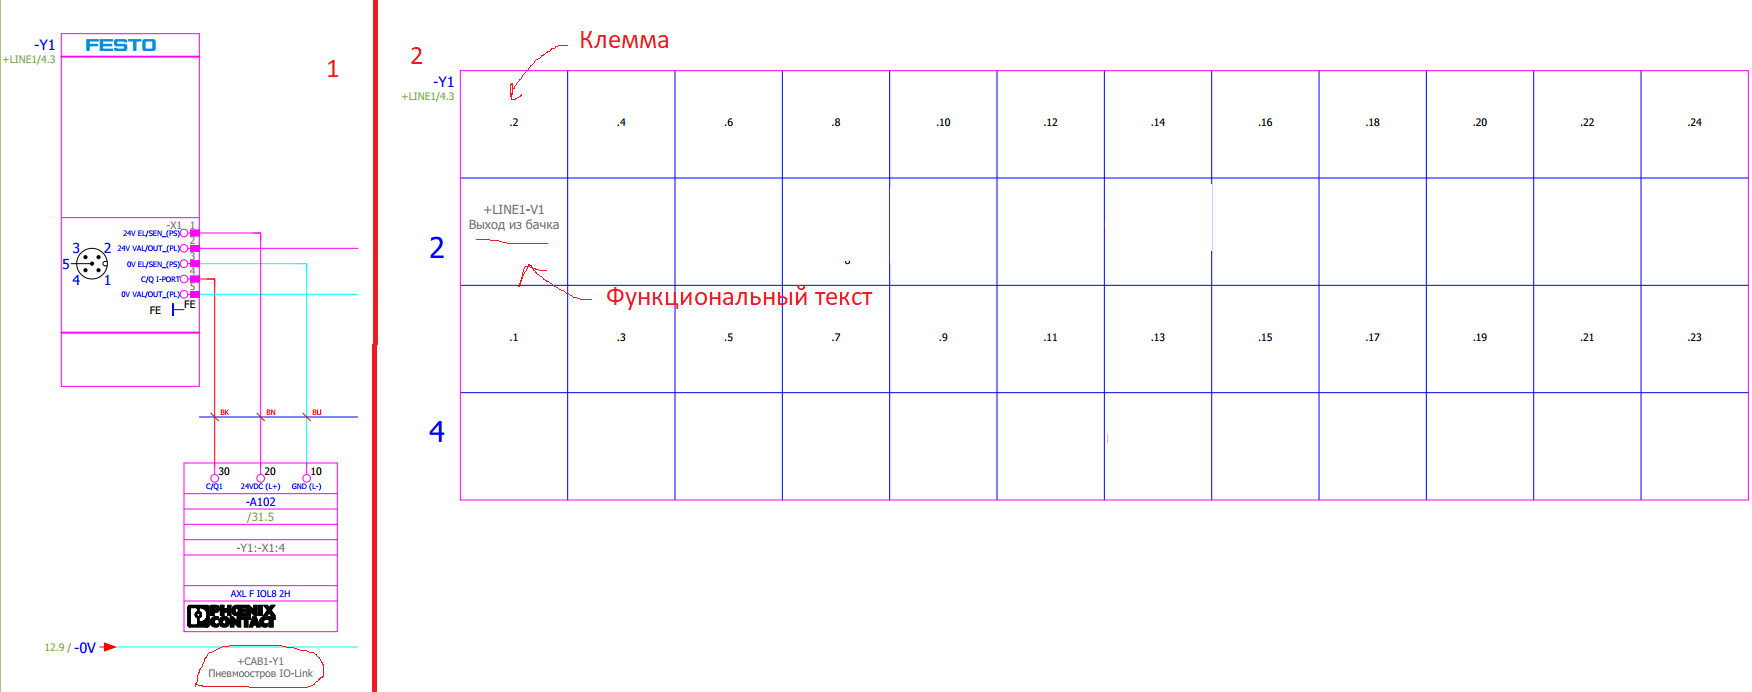 -Y1
FESTO
+LINE1/4.3
1
-X1 1
24V EL/SEN_(PS)
2
24V VAL/OUT_(PL)
3
0V EL/SEN_(PS)
4
C/Q I-PORT
5
0V VAL/OUT_(PL)
FE
FE
3 2
5
4 1
BK BN BU
30 20 10
C/Q1 24VDC (L+) GND (L-)
-A102
/31.5
-Y1:-X1:4
AXL F IOL8 2H
PHOENIX
CONTACT
12.9 / -0V
+CAB1-Y1
Пневмоостров IO-Link
2
Клемма
-Y1
+LINE1/4.3
.2 .4 .6 .8 .10 .12 .14 .16 .18 .20 .22 .24
+LINE1-V1
Выход из бачка
2
Функциональный текст
.1 .3 .5 .7 .9 .11 .13 .15 .17 .19 .21 .23
4